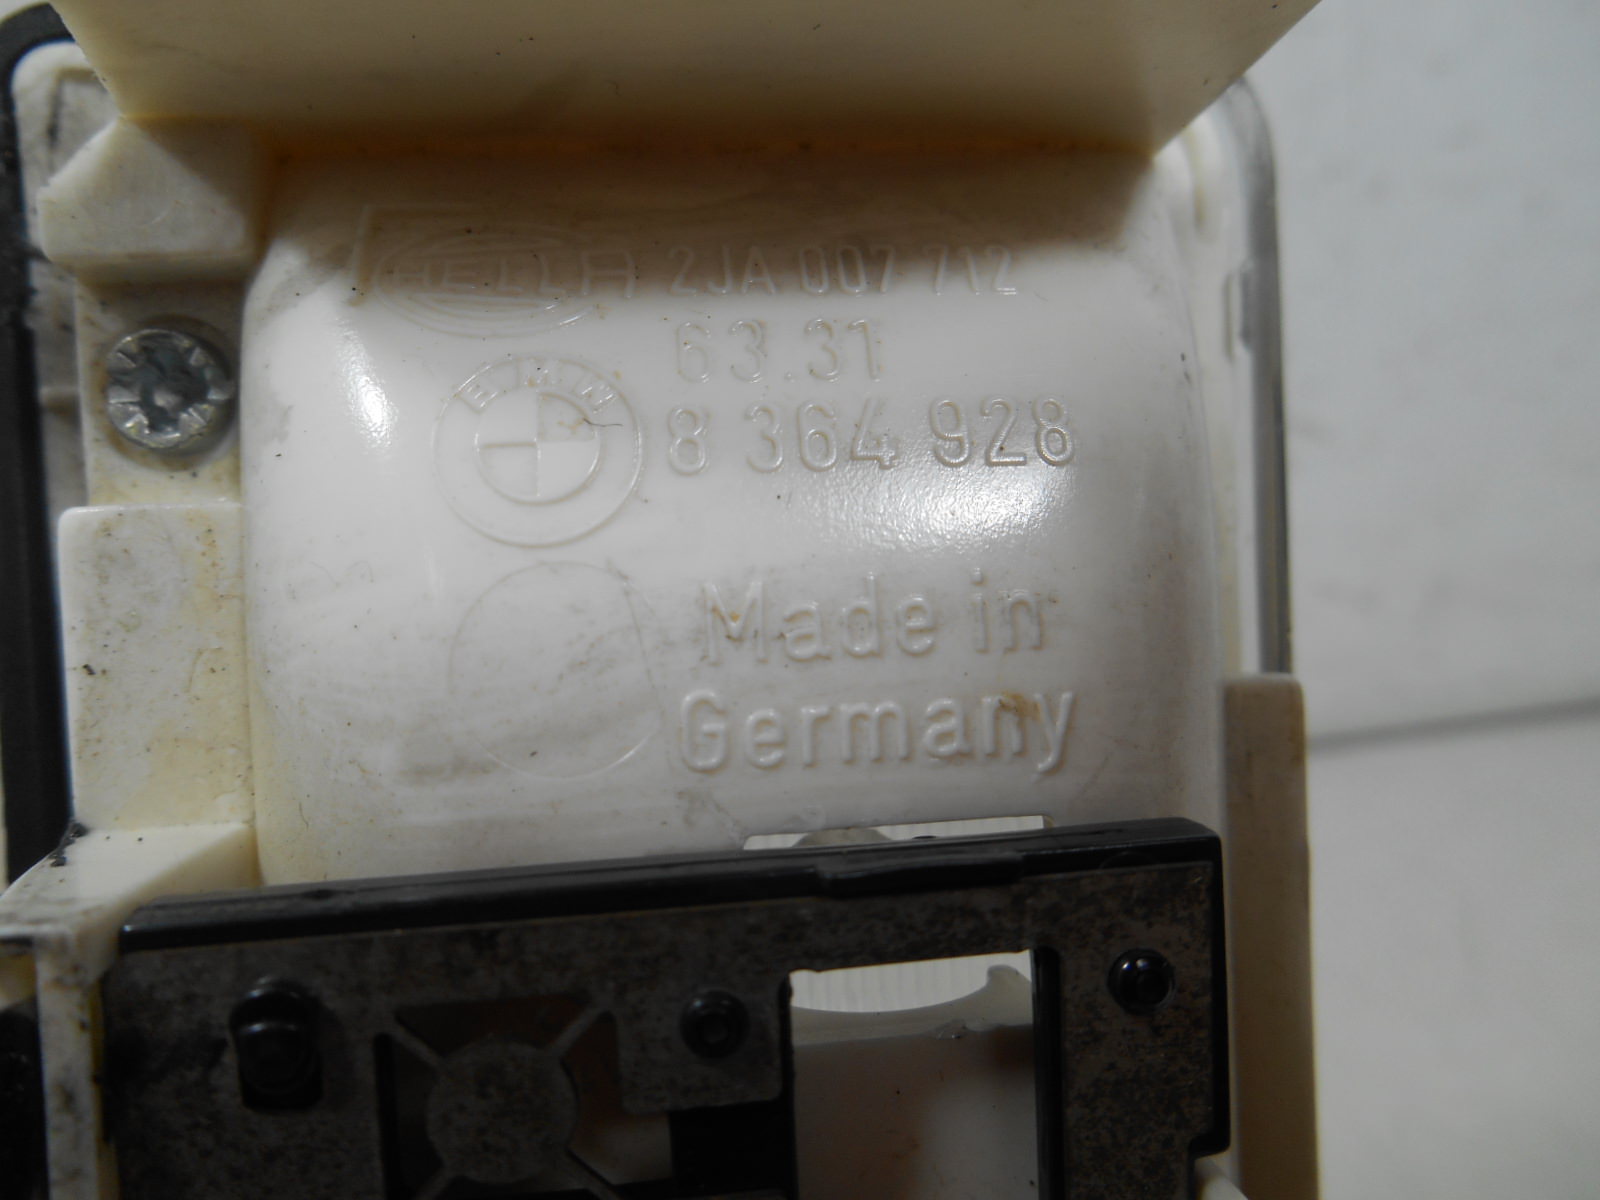 HELLA 2JA 007 712
63.31
BMW
8 364 928
Made in
Germany